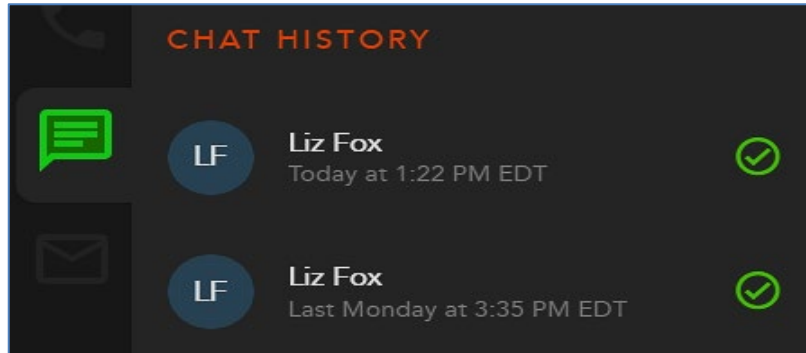 CHAT HISTORY
LF
Liz Fox
Today at 1:22 PM EDT
LF
Liz Fox
Last Monday at 3:35 PM EDT